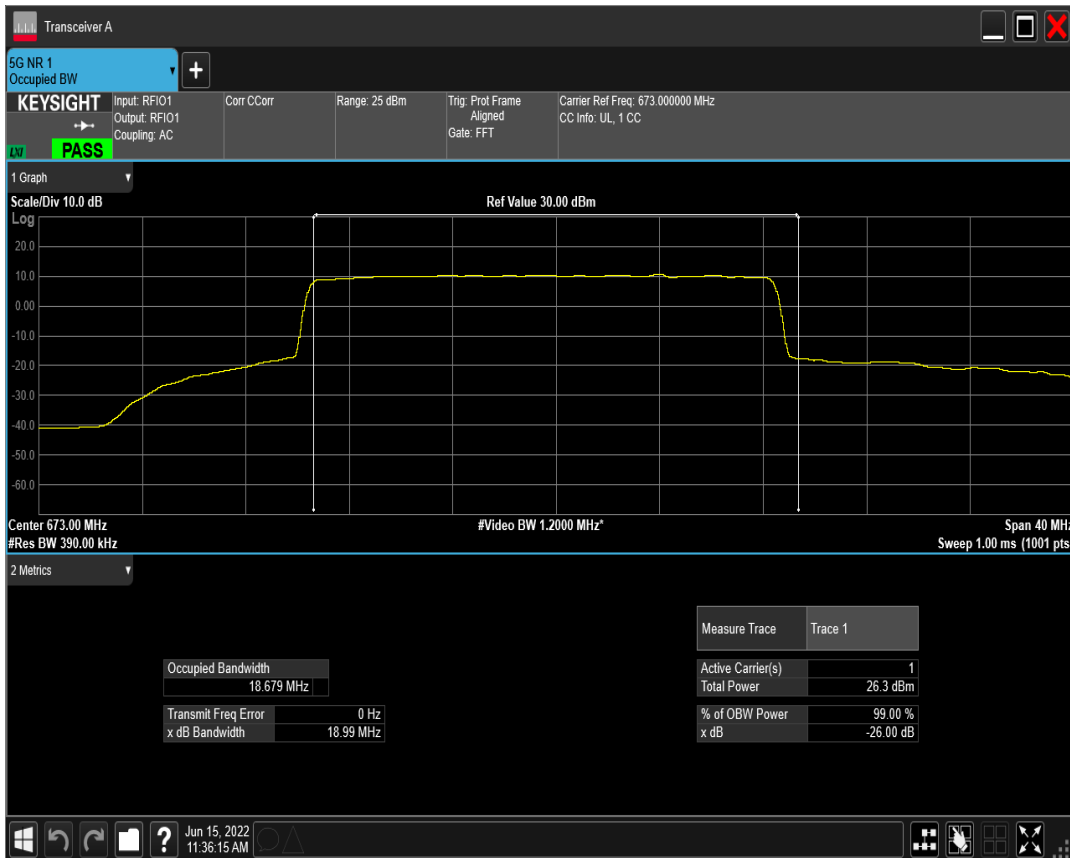 Transceiver A
5G NR 1
Occupied BW
+
KEYSIGHT
LXI
PASS
Input: RFIO1
Output: RFIO1
Coupling: AC
Corr CCorr
Range: 25 dBm
Trig: Prot Frame
Aligned
Gate: FFT
Carrier Ref Freq: 673.000000 MHz
CC Info: UL, 1 CC
1 Graph
Scale/Div 10.0 dB
Ref Value 30.00 dBm
Log
20.0
10.0
0.00
-10.0
-20.0
-30.0
-40.0
-50.0
-60.0
Center 673.00 MHz
#Video BW 1.2000 MHz*
Span 40 MHz
#Res BW 390.00 kHz
Sweep 1.00 ms (1001 pts
2 Metrics
Measure Trace Trace 1
Occupied Bandwidth
18.679 MHz
Active Carrier(s) 1
Total Power 26.3 dBm
Transmit Freq Error 0 Hz
x dB Bandwidth 18.99 MHz
% of OBW Power 99.00 %
x dB -26.00 dB
?
Jun 15, 2022
11:36:15 AM